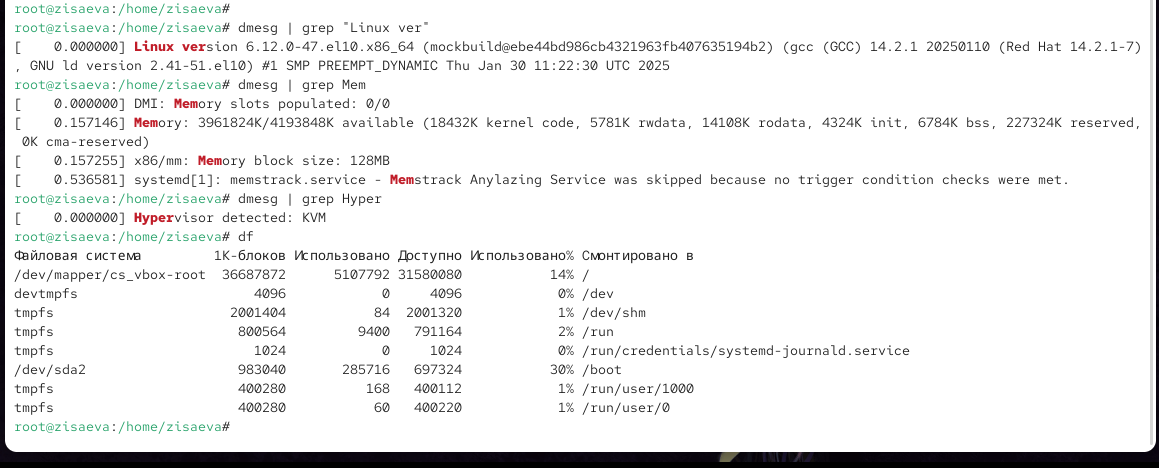 root@zisaeva:/home/zisaeva#
root@zisaeva:/home/zisaeva# dmesg | grep "Linux ver"
[    0.000000] Linux version 6.12.0-47.el10.x86_64 (mockbuild@ebe44bd986cb4321963fb407635194b2) (gcc (GCC) 14.2.1 20250110 (Red Hat 14.2.1-7)
, GNU ld version 2.41-51.el10) #1 SMP PREEMPT_DYNAMIC Thu Jan 30 11:22:30 UTC 2025
root@zisaeva:/home/zisaeva# dmesg | grep Mem
[    0.000000] DMI: Memory slots populated: 0/0
[    0.157146] Memory: 3961824K/4193848K available (18432K kernel code, 5781K rwdata, 14108K rodata, 4324K init, 6784K bss, 227324K reserved,
 0K cma-reserved)
[    0.157255] x86/mm: Memory block size: 128MB
[    0.536581] systemd[1]: memstrack.service - Memstrack Anylazing Service was skipped because no trigger condition checks were met.
root@zisaeva:/home/zisaeva# dmesg | grep Hyper
[    0.000000] Hypervisor detected: KVM
root@zisaeva:/home/zisaeva# df
Файловая система         1K-блоков Использовано Доступно Использовано% Смонтировано в
/dev/mapper/cs_vbox-root  36687872      5107792 31580080           14% /
devtmpfs                      4096            0     4096            0% /dev
tmpfs                      2001404           84  2001320            1% /dev/shm
tmpfs                       800564         9400   791164            2% /run
tmpfs                         1024            0     1024            0% /run/credentials/systemd-journald.service
/dev/sda2                   983040       285716   697324           30% /boot
tmpfs                       400280          168   400112            1% /run/user/1000
tmpfs                       400280           60   400220            1% /run/user/0
root@zisaeva:/home/zisaeva#